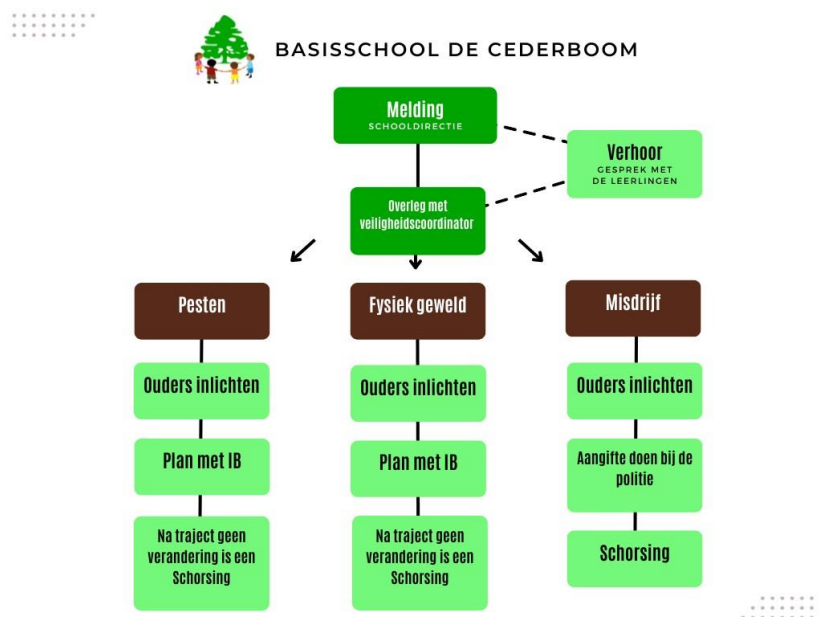 BASISSCHOOL DE CEDERBOOM
Melding
SCHOOLDIRECTIE
Verhoor
GESPREK MET
DE LEERLINGEN
Overleg met
veiligheidscoordinator
Pesten
Fysiek geweld
Misdrijf
Ouders inlichten
Ouders inlichten
Ouders inlichten
Plan met IB
Plan met IB
Aangifte doen bij de
politie
Na traject geen
verandering is een
Schorsing
Na traject geen
verandering is een
Schorsing
Schorsing